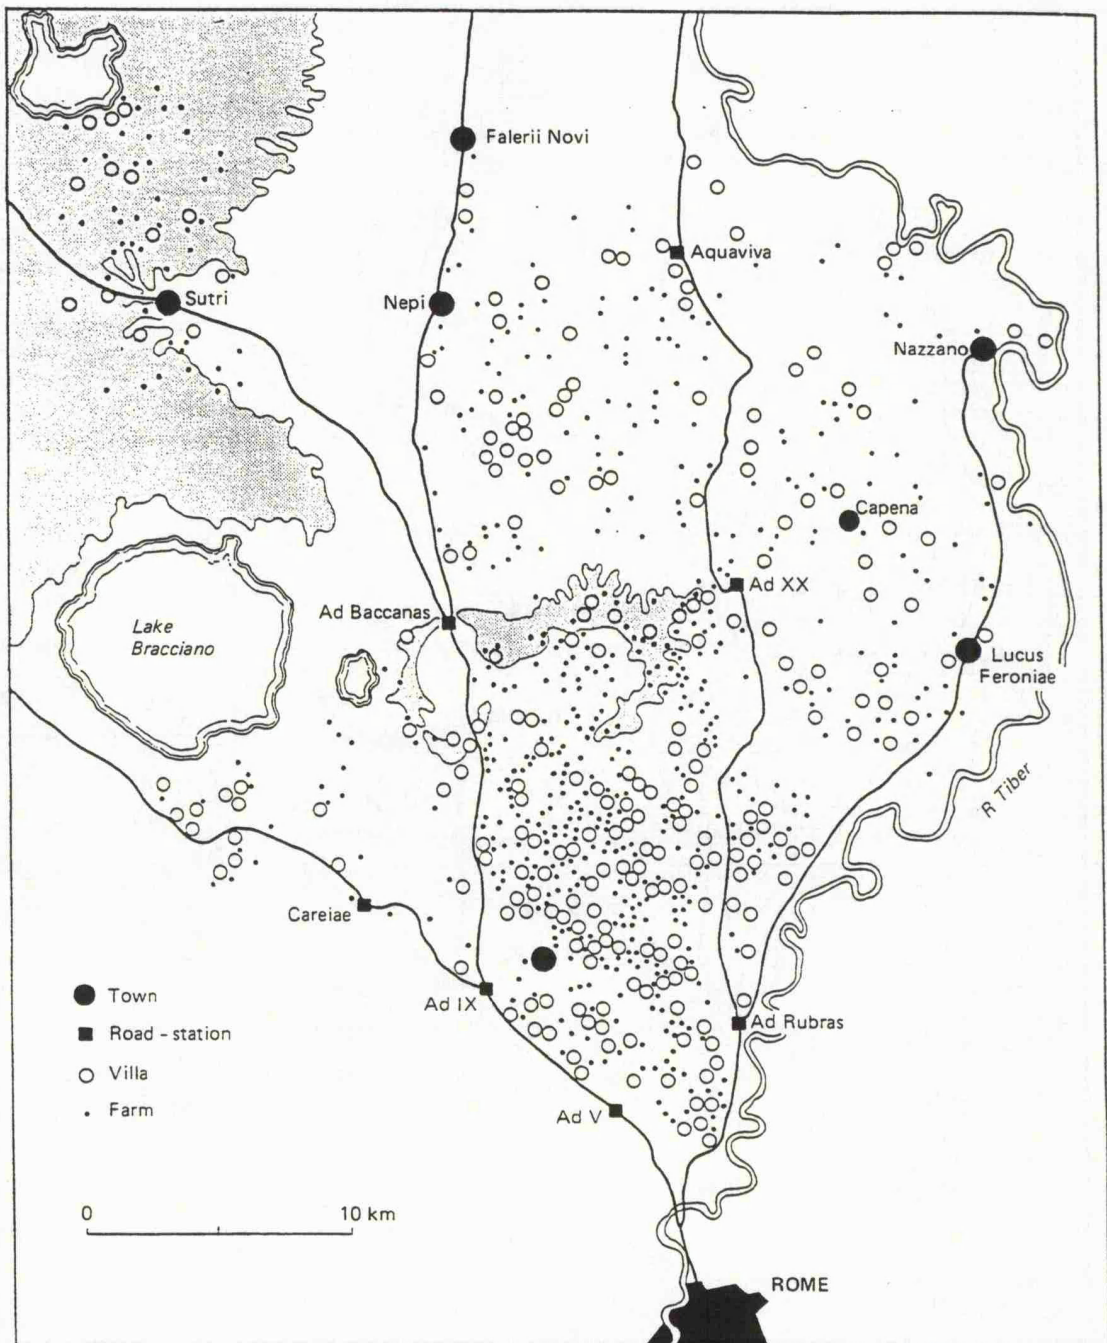 Falerii Novi
Aquaviva
Sutri
Nepi
Nazzano
Capena
Ad XX
Ad Baccanas
Lake
Bracciano
Lucus
Feroniae
R Tiber
Careiae
Ad IX
Ad Rubras
Town
Road - station
Villa
Farm
Ad V
0 10 km
ROME